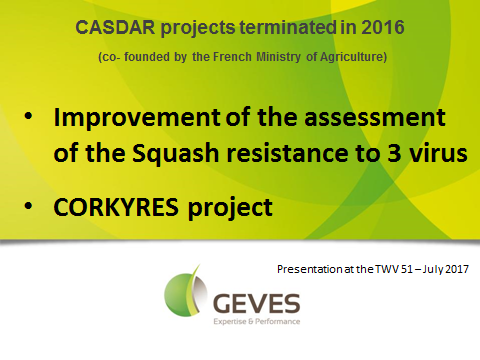 CASDAR projects terminated in 2016
(co- founded by the French Ministry of Agriculture)
• Improvement of the assessment
of the Squash resistance to 3 virus
• CORKYRES project
Presentation at the TWV 51 – July 2017
GEVES
Expertise & Performance